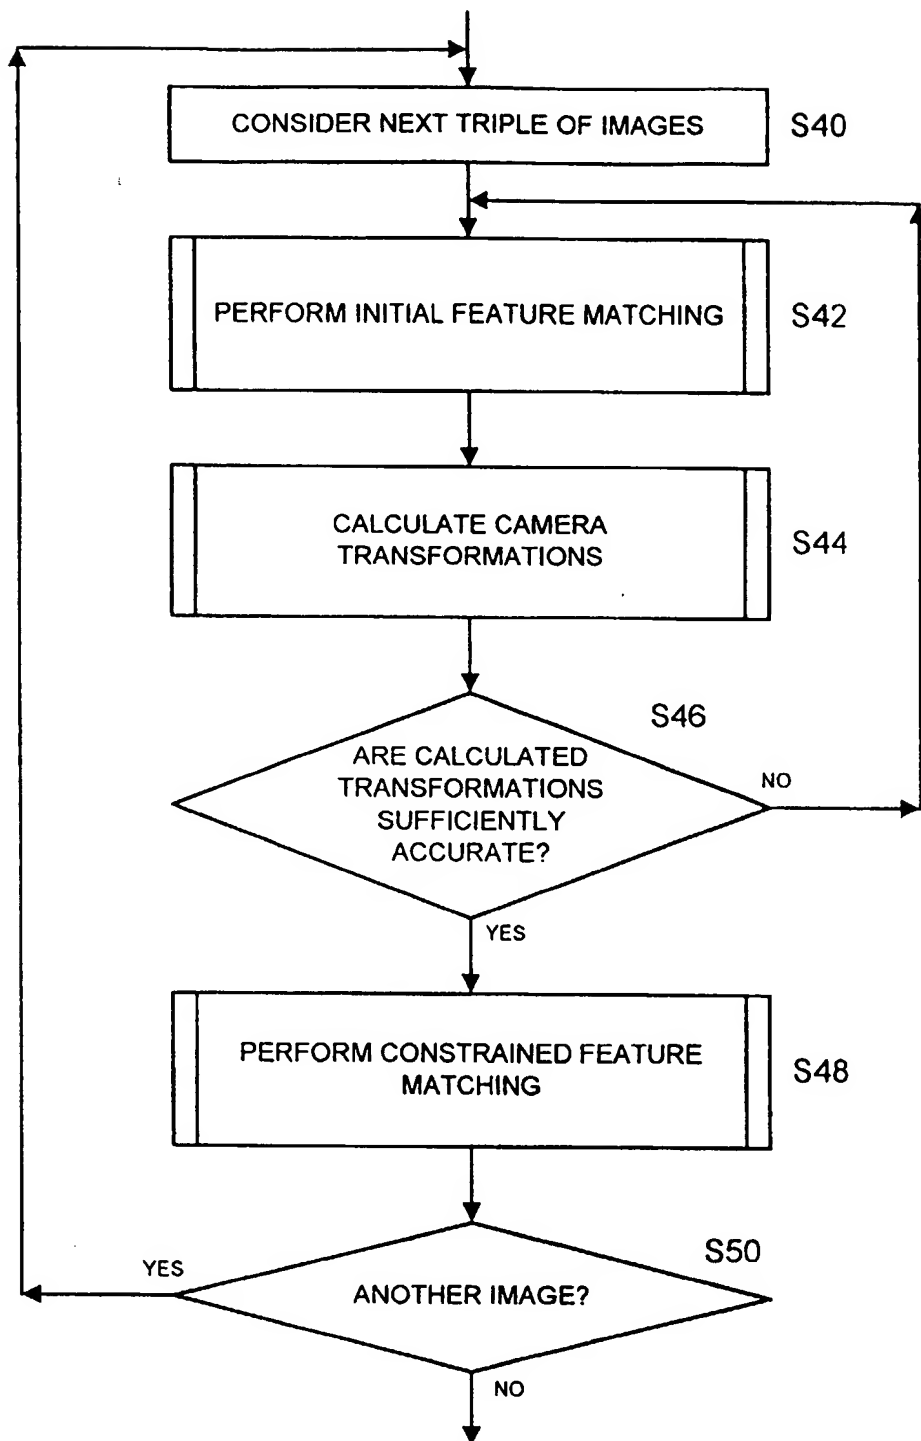 CONSIDER NEXT TRIPLE OF IMAGES
S40
PERFORM INITIAL FEATURE MATCHING
S42
CALCULATE CAMERA
TRANSFORMATIONS
S44
S46
ARE CALCULATED
TRANSFORMATIONS
SUFFICIENTLY
ACCURATE?
NO
YES
PERFORM CONSTRAINED FEATURE
MATCHING
S48
S50
YES
ANOTHER IMAGE?
NO